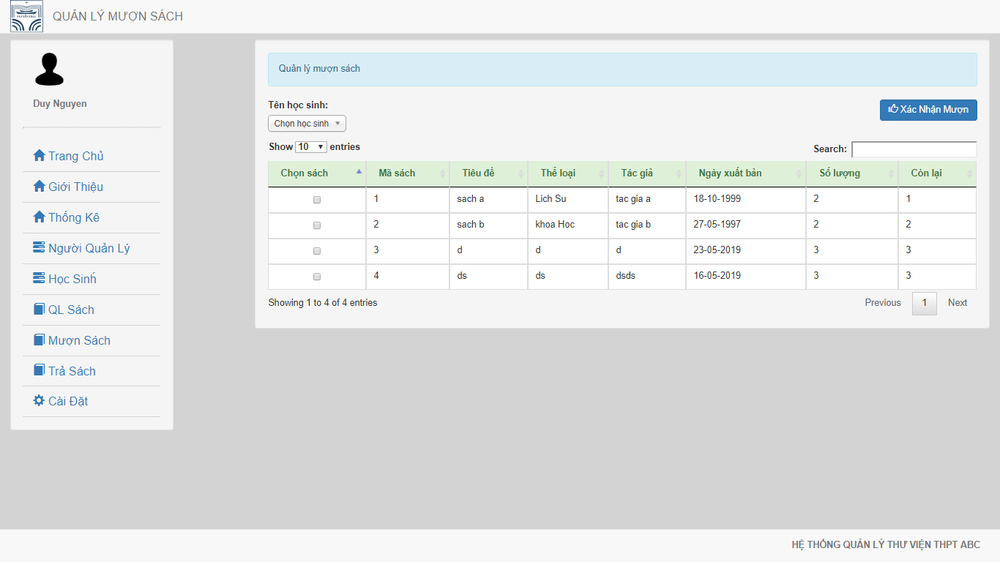 QUẢN LÝ MƯỢN SÁCH
Duy Nguyen
Trang Chủ
Giới Thiệu
Thống Kê
Người Quản Lý
Học Sinh
QL Sách
Mượn Sách
Trả Sách
Cài Đặt
Quản lý mượn sách
Tên học sinh:
Xác Nhận Mượn
Chọn học sinh
Show 10 entries
Search:
Chọn sách Mã sách Tiêu đề Thể loại Tác giả Ngày xuất bản Số lượng Còn lại
1 sach a Lich Su tac gia a 18-10-1999 2 1
2 sach b khoa Hoc tac gia b 27-05-1997 2 2
3 d d d 23-05-2019 3 3
4 ds ds dsds 16-05-2019 3 3
Showing 1 to 4 of 4 entries
Previous 1 Next
HỆ THỐNG QUẢN LÝ THƯ VIỆN THPT ABC